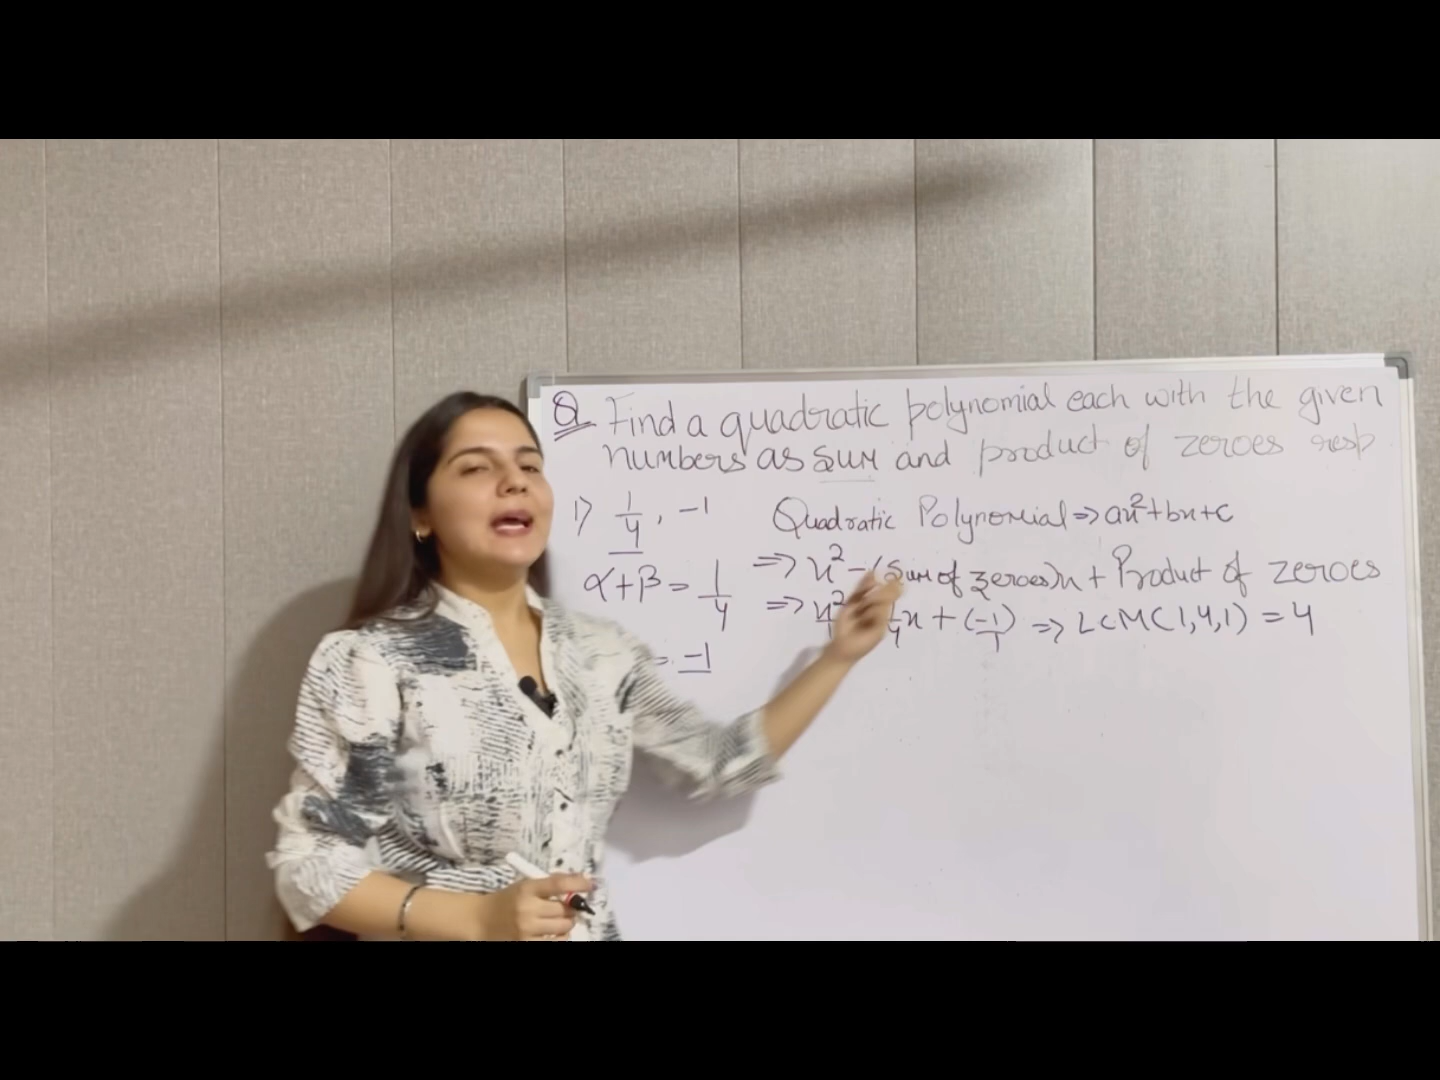 Q Find a quadratic polynomial each with the given
numbers as sum and product of zeroes resp
1) 1/4, -1
Quadratic Polynomial ⇒ ax²+bx+c
α+β = 1/4
⇒ x² - (Sum of zeroes)x + Product of zeroes
⇒ x² 4x + (-1)/1 ⇒ LCM(1,4,1) = 4
= -1